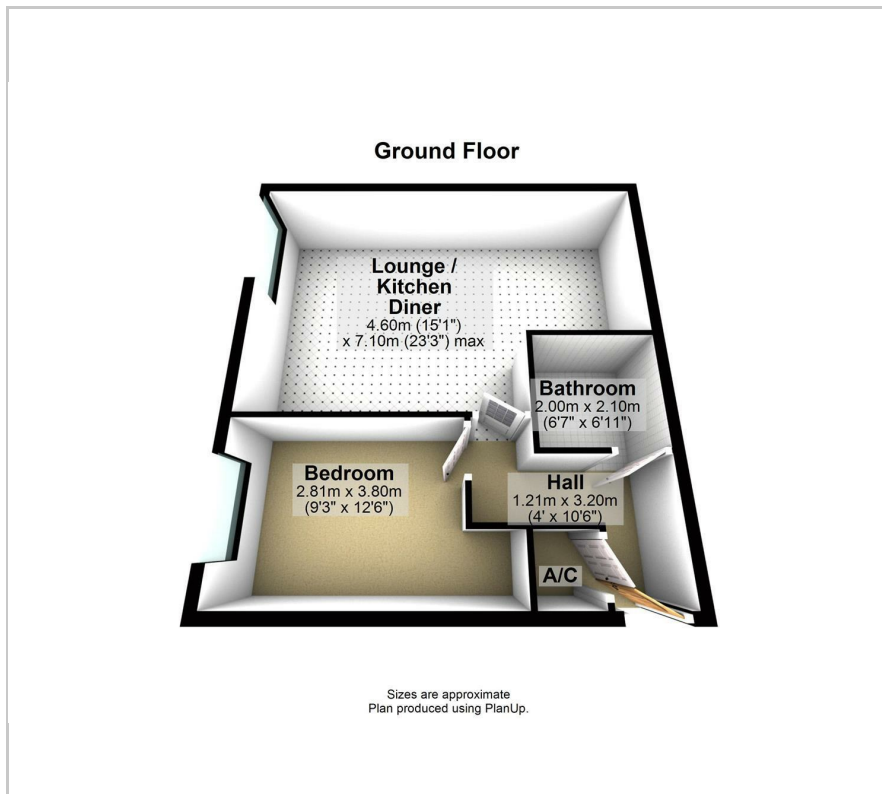 Ground Floor
Lounge /
Kitchen
Diner
4.60m (15'1")
x 7.10m (23'3") max
Bathroom
2.00m x 2.10m
(6'7" x 6'11")
Bedroom
2.81m x 3.80m
(9'3" x 12'6")
Hall
1.21m x 3.20m
(4' x 10'6")
A/C
Sizes are approximate
Plan produced using PlanUp.